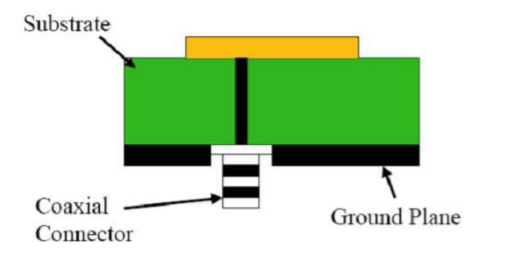 Substrate
Coaxial
Connector
Ground Plane